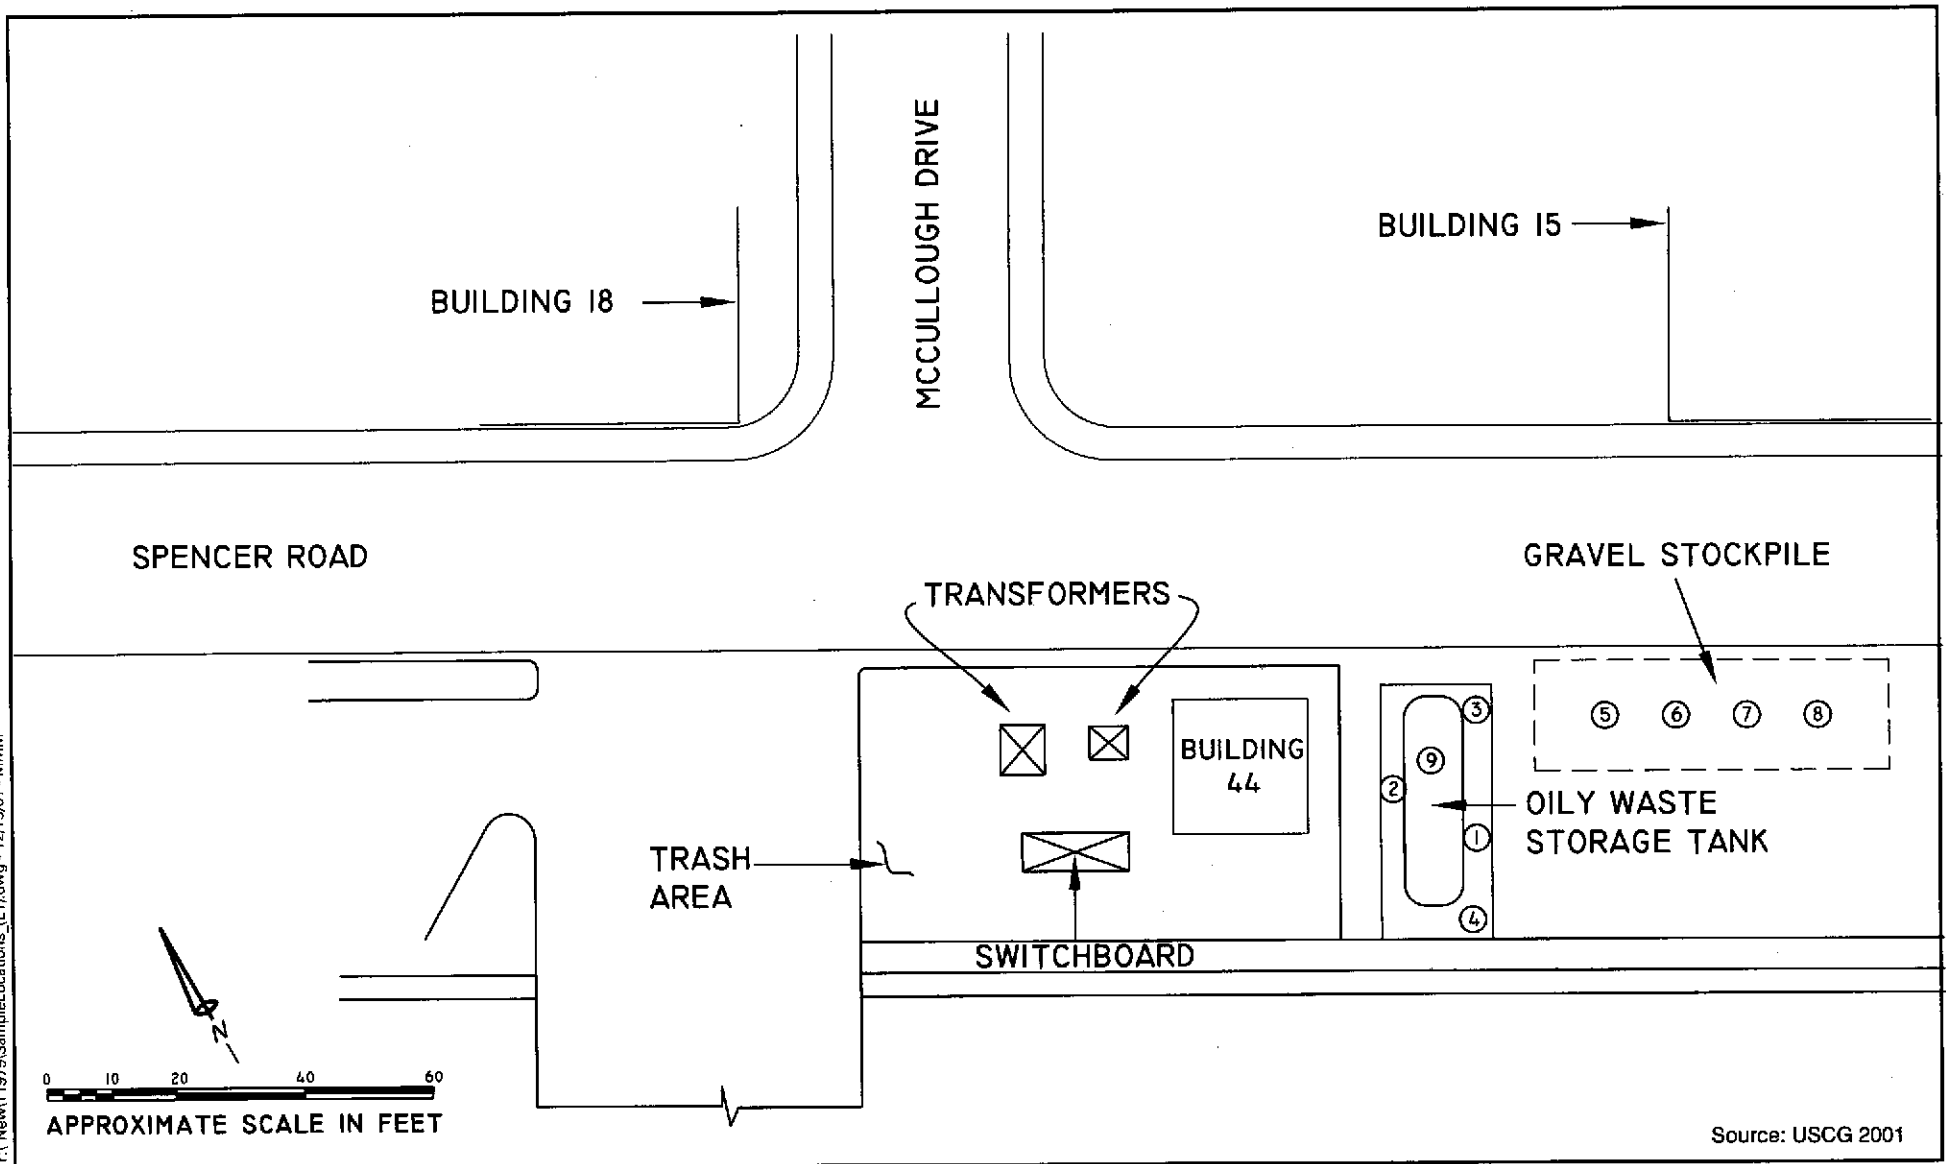 MCCULLOUGH DRIVE
BUILDING 15
BUILDING 18
SPENCER ROAD
GRAVEL STOCKPILE
TRANSFORMERS
3
5 6 7 8
BUILDING
44
9
2
OILY WASTE
STORAGE TANK
1
TRASH
AREA
4
SWITCHBOARD
N
0 10 20 40 60
APPROXIMATE SCALE IN FEET
Source: USCG 2001